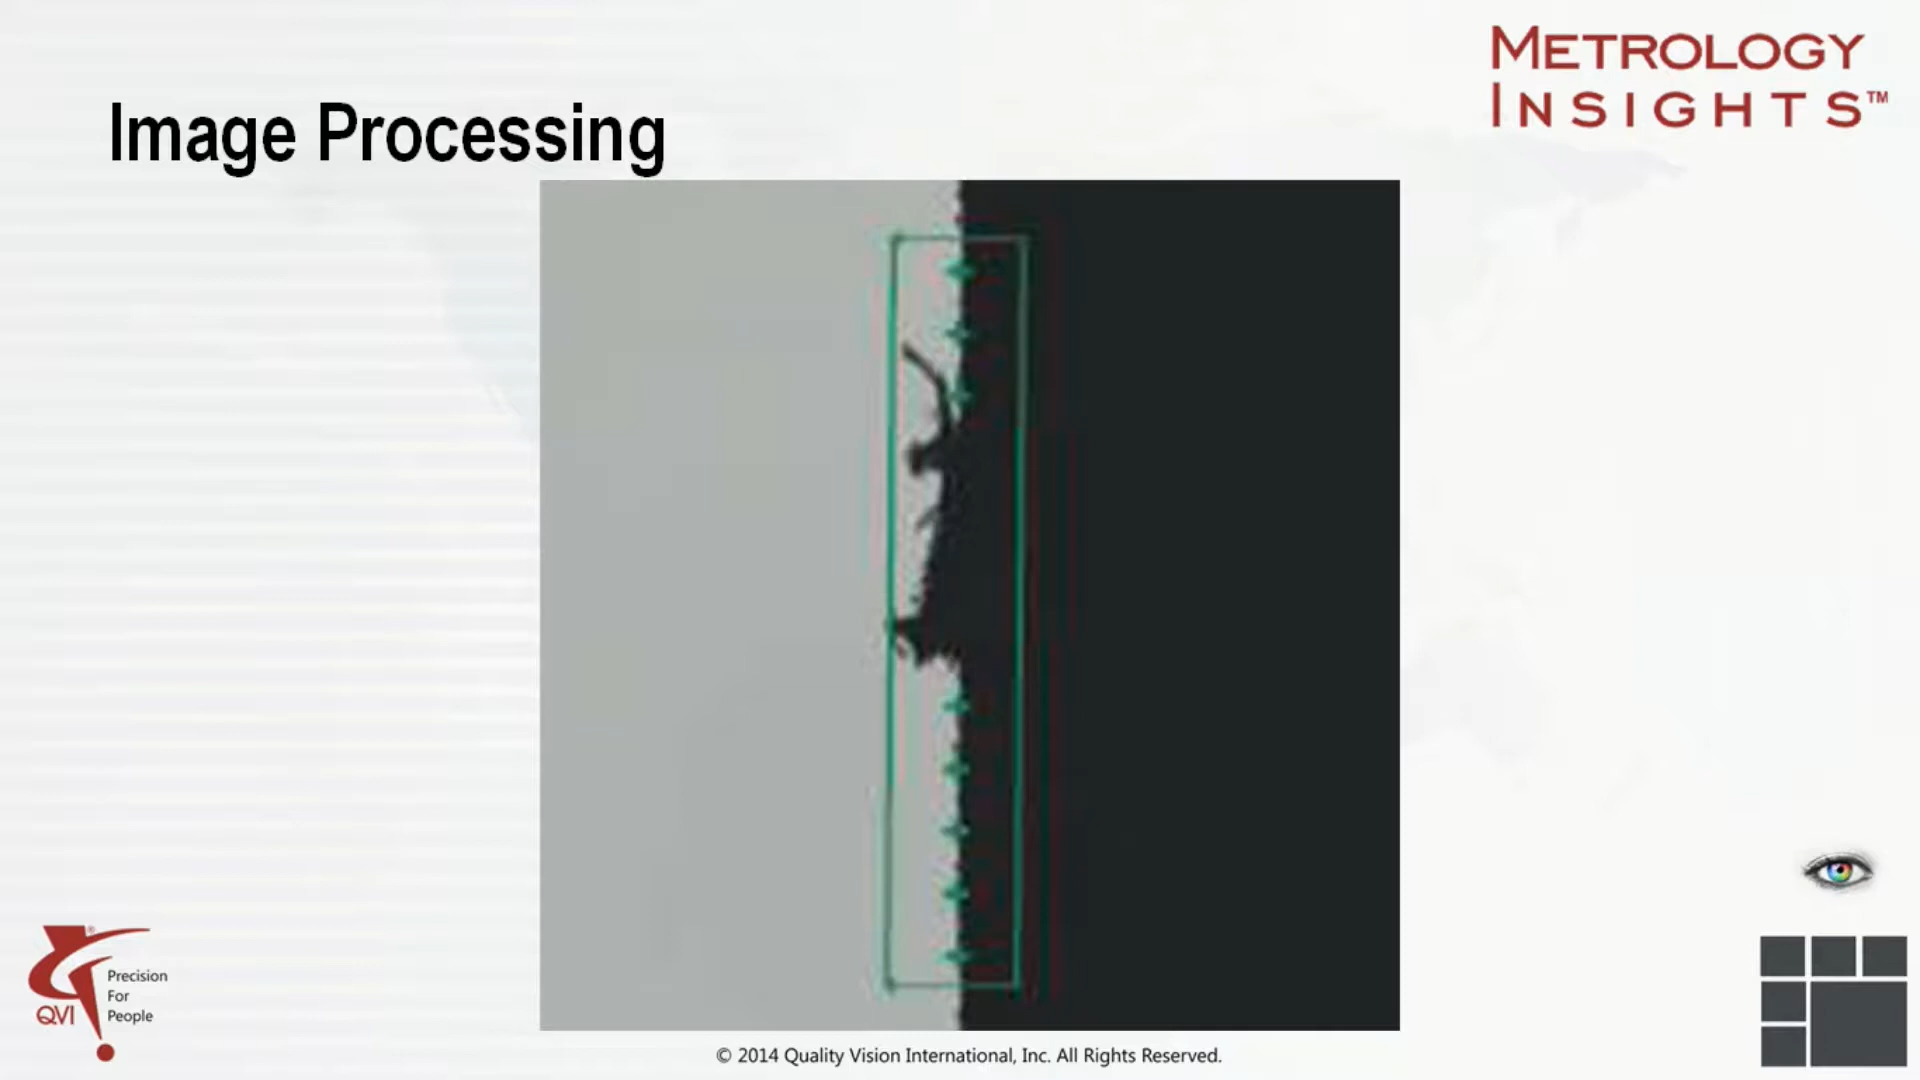 METROLOGY
INSIGHTS™
Image Processing
QVI
®
Precision
For
People
© 2014 Quality Vision International, Inc. All Rights Reserved.